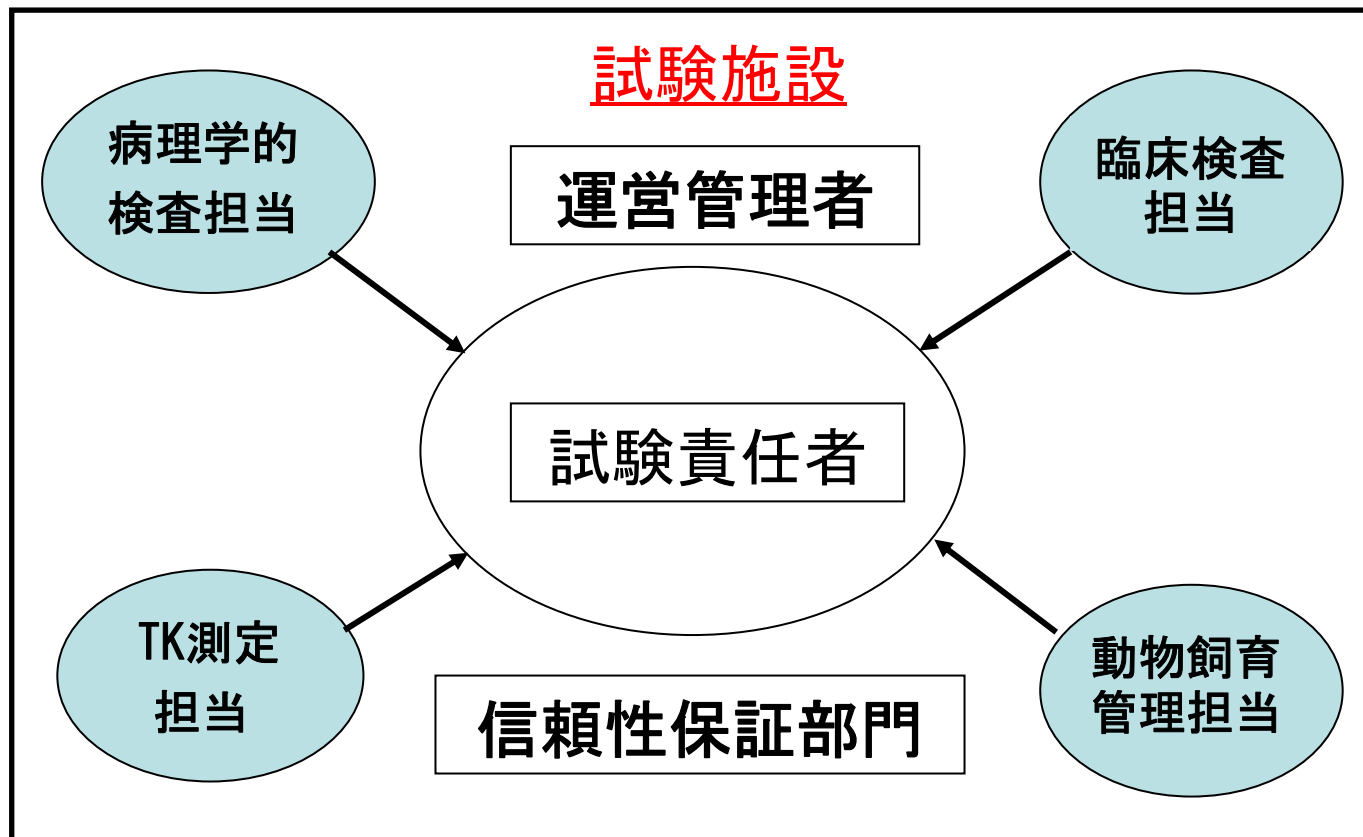 試験施設
病理学的
検査担当
運営管理者
臨床検査
担当
試験責任者
TK測定
担当
信頼性保証部門
動物飼育
管理担当